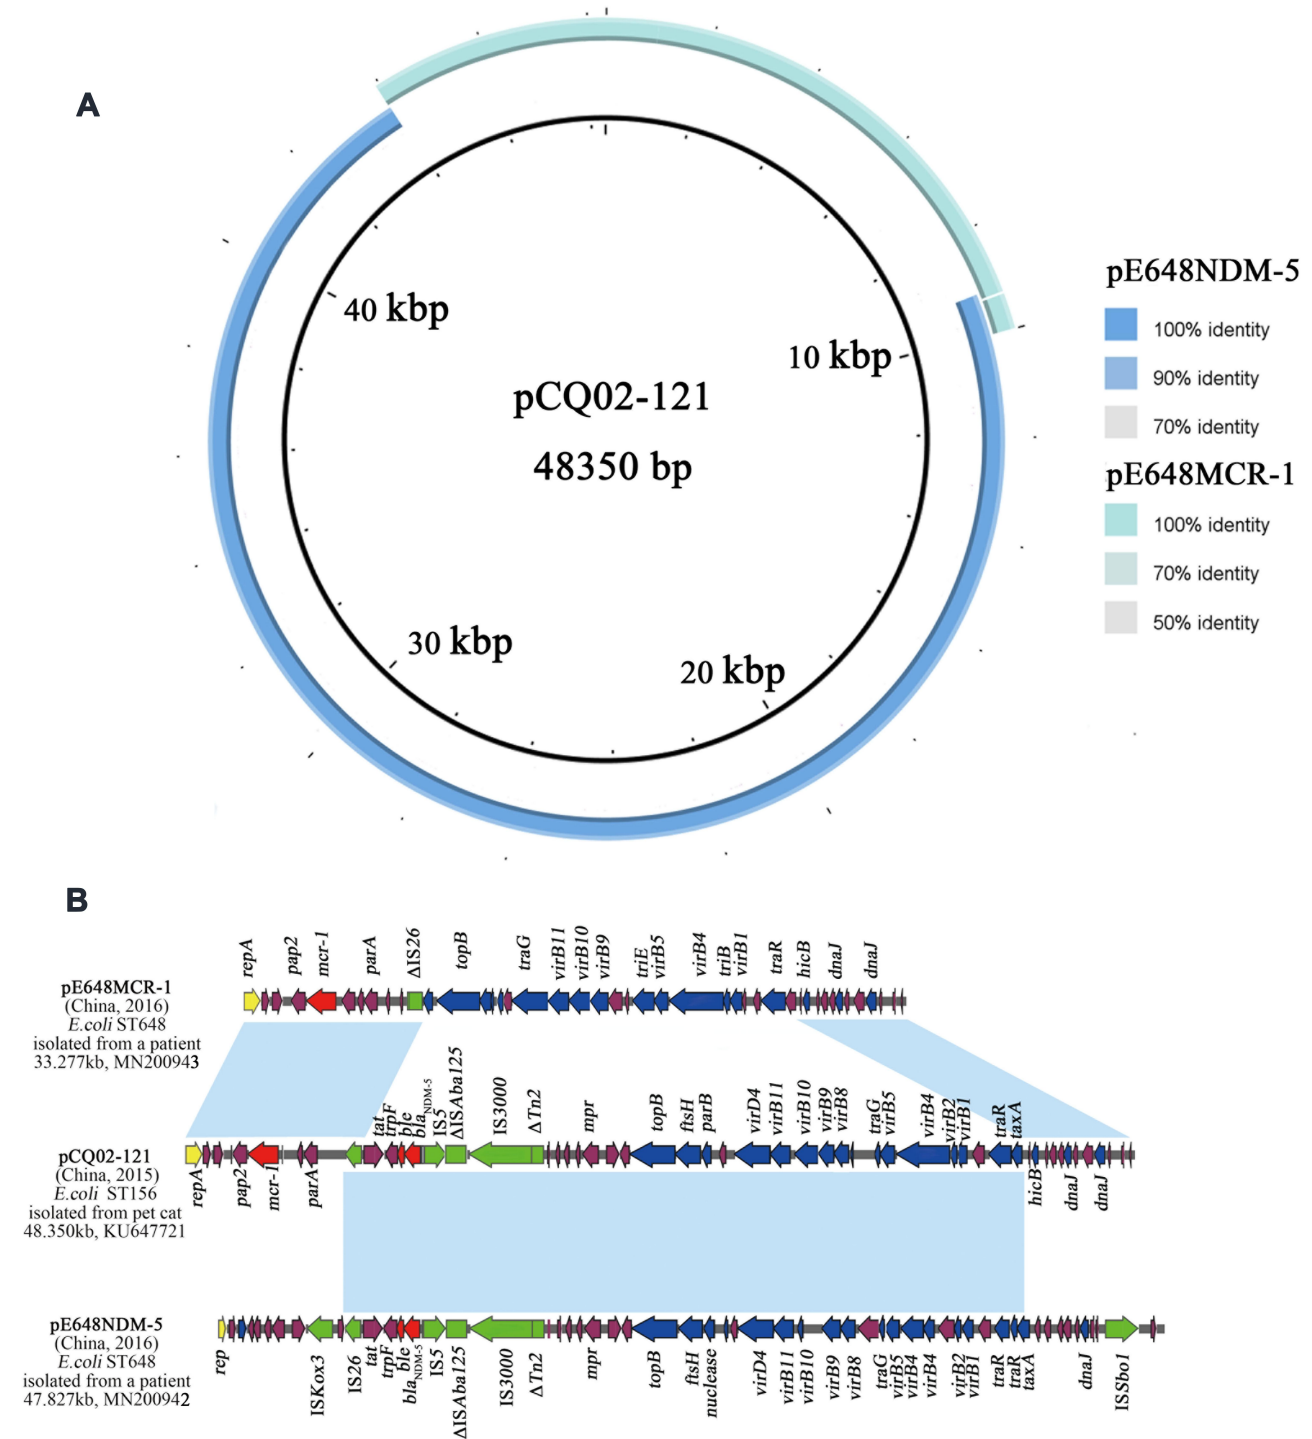 A
40 kbp
10 kbp
pCQ02-121
48350 bp
30 kbp
20 kbp
pE648NDM-5
100% identity
90% identity
70% identity
pE648MCR-1
100% identity
70% identity
50% identity
B
repA pap2 mcr-1 parA ΔIS26 topB traG virB11 virB10 virB9 triE virB5 virB4 triB virB1 traR hicB dnaJ dnaJ
pE648MCR-1
(China, 2016)
E.coli ST648
isolated from a patient
33.277kb, MN200943
tat trpF ble blaNDM-5 IS5 ΔISAba125 IS3000 ΔTn2 mpr topB ftsH parB virD4 virB11 virB10 virB9 virB8 traG virB5 virB4 virB2 virB1 traR taxA
pCQ02-121
(China, 2015)
E.coli ST156
isolated from pet cat
48.350kb, KU647721
repA pap2 mcr-1 parA hicB dnaJ dnaJ
pE648NDM-5
(China, 2016)
E.coli ST648
isolated from a patient
47.827kb, MN200942
rep ISKox3 IS26 tat trpF ble blaNDM-5 IS5 ΔISAba125 IS3000 ΔTn2 mpr topB ftsH nuclease virD4 virB11 virB10 virB9 virB8 traG virB5 virB4 virB4 virB2 virB1 traR traR taxA dnaJ ISSbo1